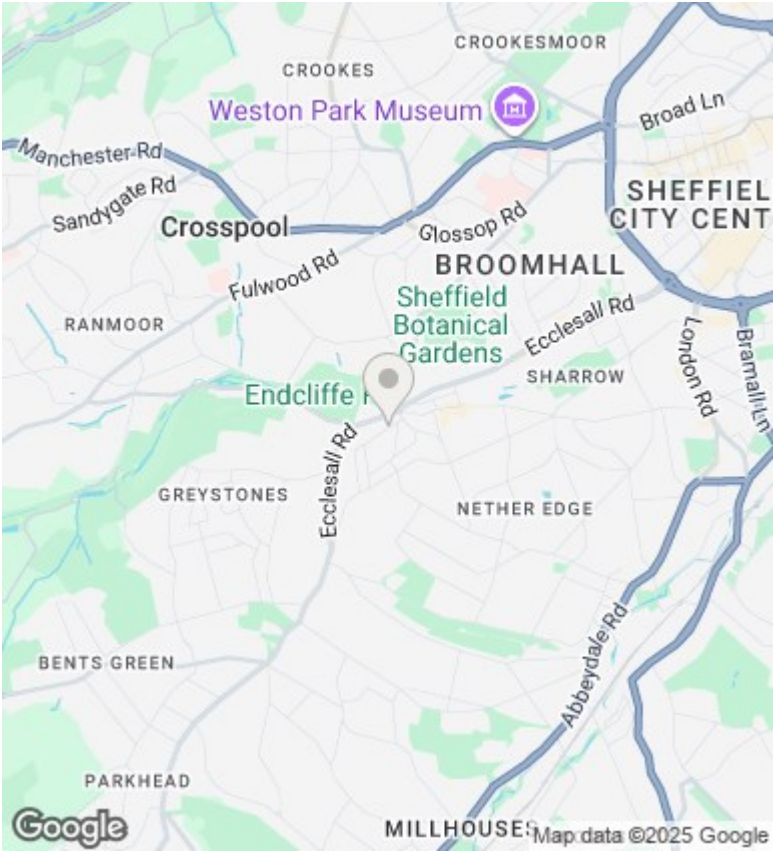 CROOKESMOOR
CROOKES
Weston Park Museum
Broad Ln
Manchester Rd
Sandygate Rd
SHEFFIEL
CITY CENT
Crosspool
Glossop Rd
BROOMHALL
Fulwood Rd
Sheffield
Botanical
Gardens
RANMOOR
Ecclesall Rd
London Rd
Bramall Ln
SHARROW
Endcliffe
Ecclesall Rd
GREYSTONES
NETHER EDGE
BENTS GREEN
Abbeydale Rd
PARKHEAD
Google
MILLHOUSES
Map data ©2025 Google